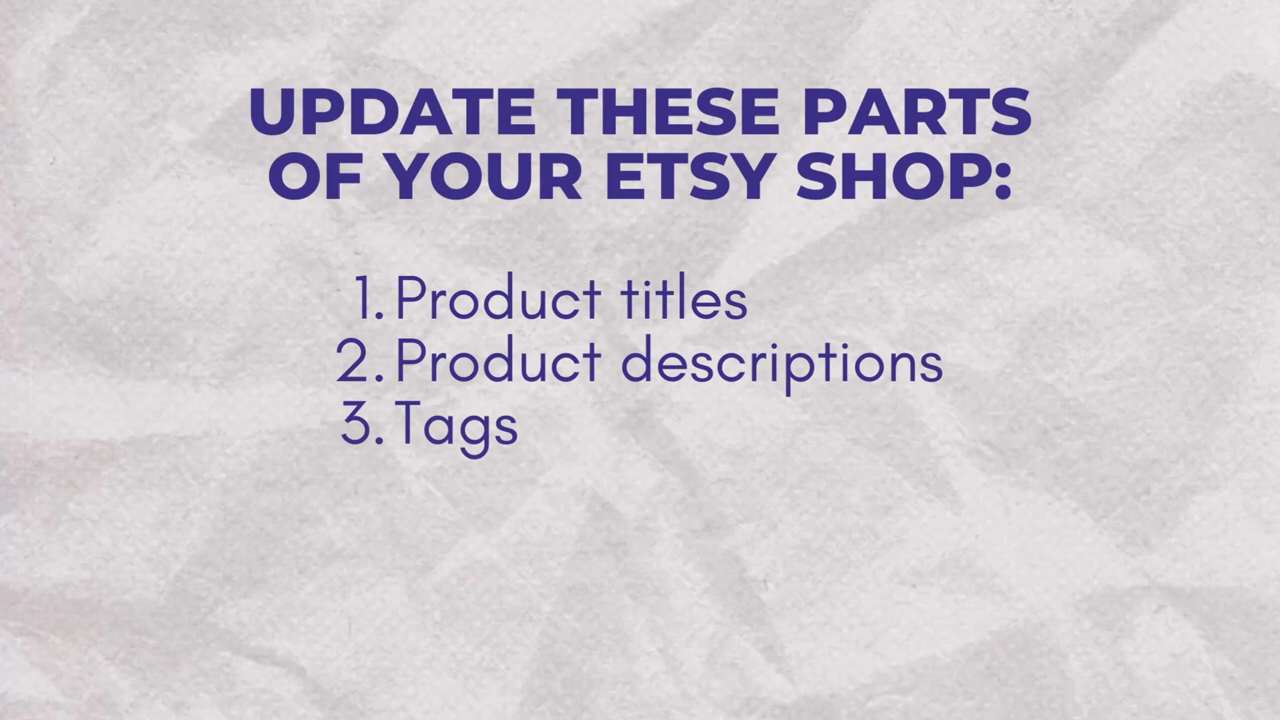 UPDATE THESE PARTS
OF YOUR ETSY SHOP:
1. Product titles
2. Product descriptions
3. Tags